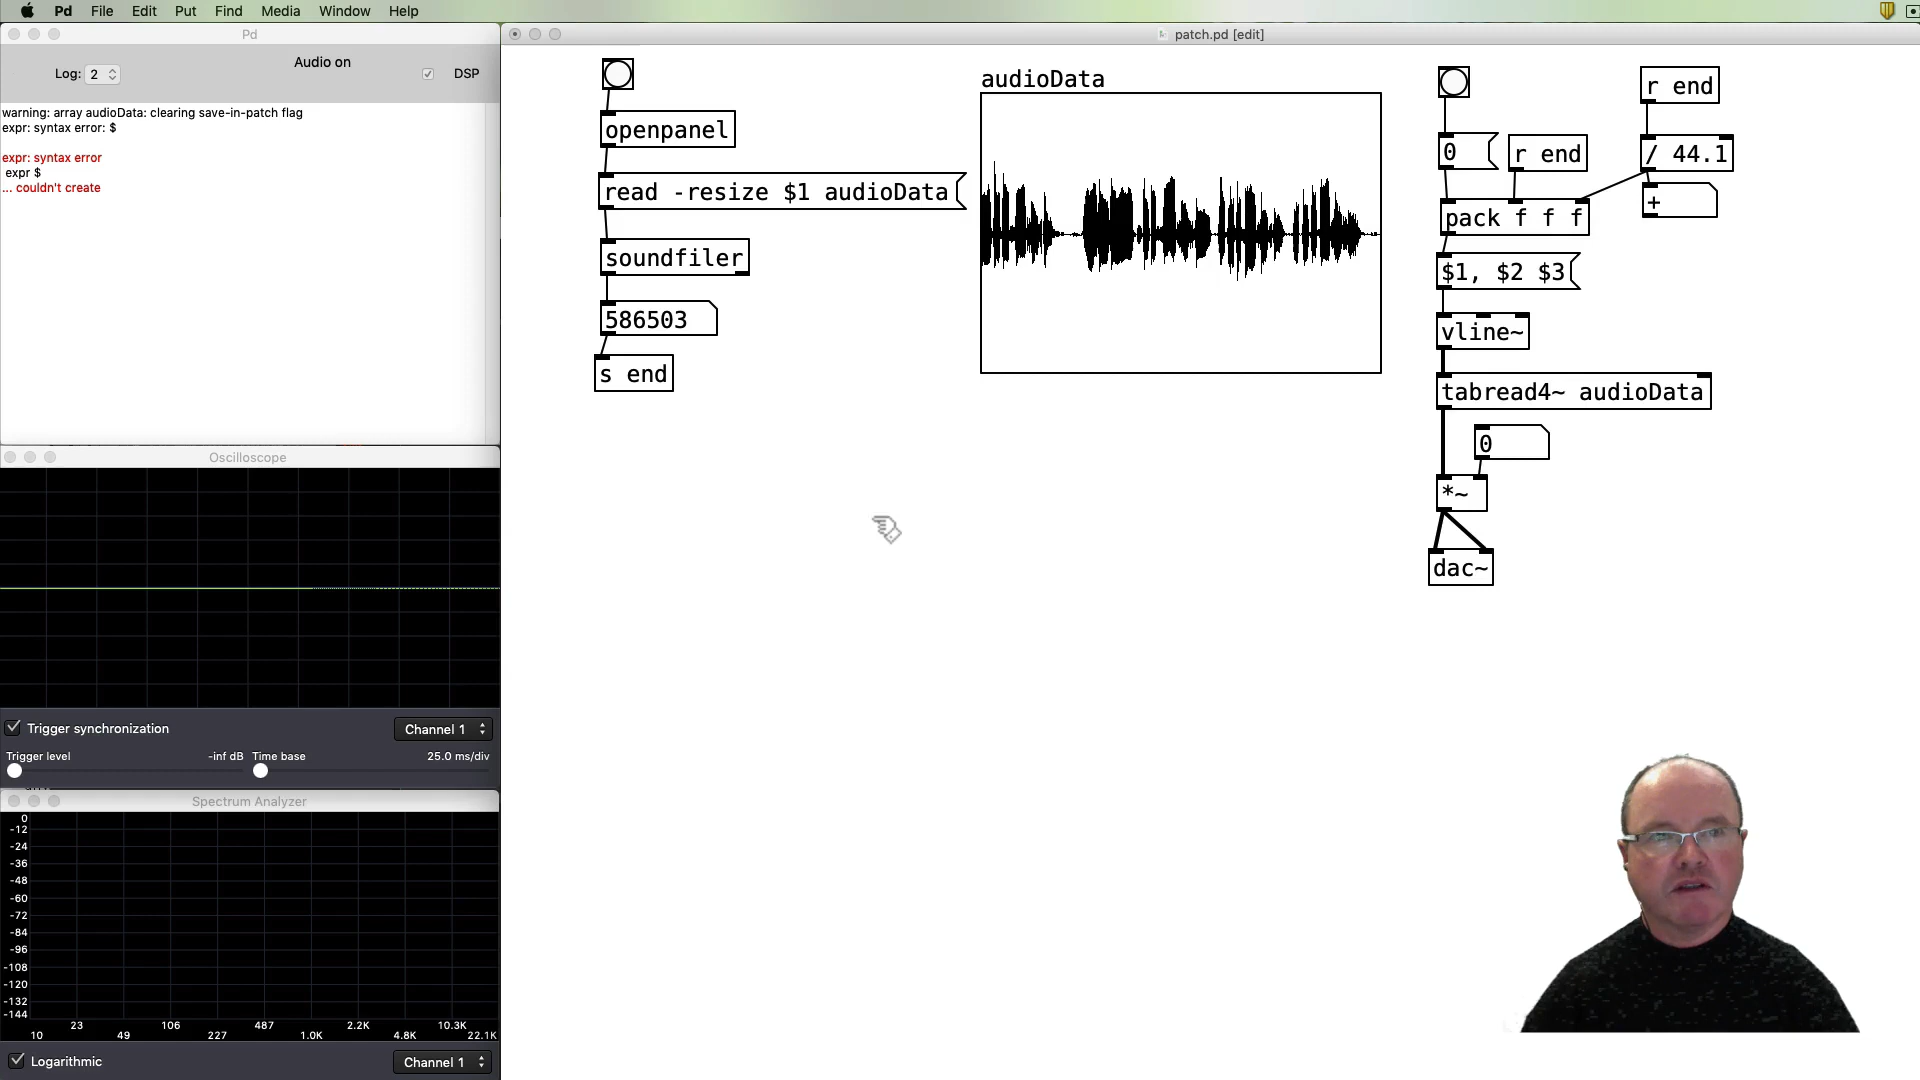 Pd File Edit Put Find Media Window Help
Pd
Log: 2
Audio on
DSP
warning: array audioData: clearing save-in-patch flag
expr: syntax error: $
expr: syntax error
expr $
... couldn't create
Oscilloscope
Trigger synchronization
Channel 1
Trigger level
-inf dB
Time base
25.0 ms/div
Spectrum Analyzer
0
-12
-24
-36
-48
-60
-72
-84
-96
-108
-120
-132
-144
23 106 487 2.2K 10.3K
10 49 227 1.0K 4.8K 22.1K
Logarithmic
Channel 1
patch.pd [edit]
openpanel
read -resize $1 audioData
soundfiler
586503
s end
audioData
r end
0
r end
/ 44.1
+
pack f f f
$1, $2 $3
vline~
tabread4~ audioData
0
*~
dac~